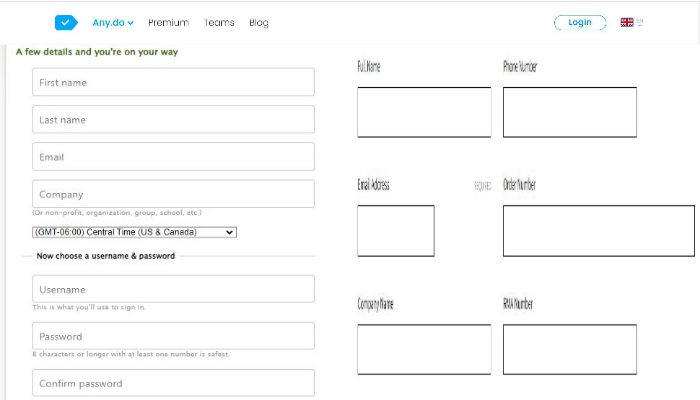 Any.do Premium Teams Blog Login EN
A few details and you're on your way
First name
Last name
Email
Company
(Or non-profit, organization, group, school, etc.)
(GMT-06:00) Central Time (US & Canada)
Now choose a username & password
Username
This is what you'll use to sign in.
Password
8 characters or longer with at least one number is safest.
Confirm password
Full Name Phone Number
Email Address REQUIRED Order Number
Company Name RMA Number